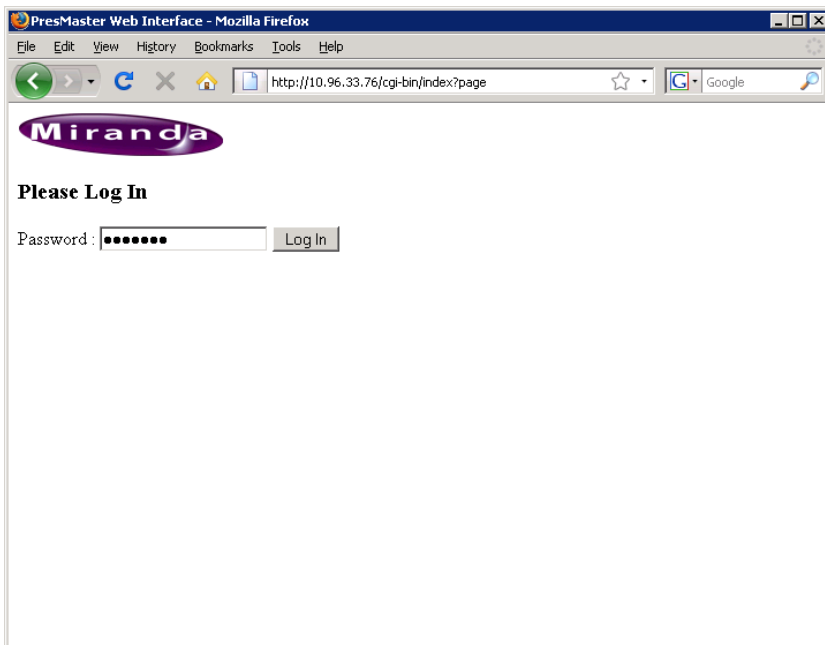 PresMaster Web Interface - Mozilla Firefox
File Edit View History Bookmarks Tools Help
http://10.96.33.76/cgi-bin/index?page G Google
Miranda
Please Log In
Password : ●●●●●●● Log In